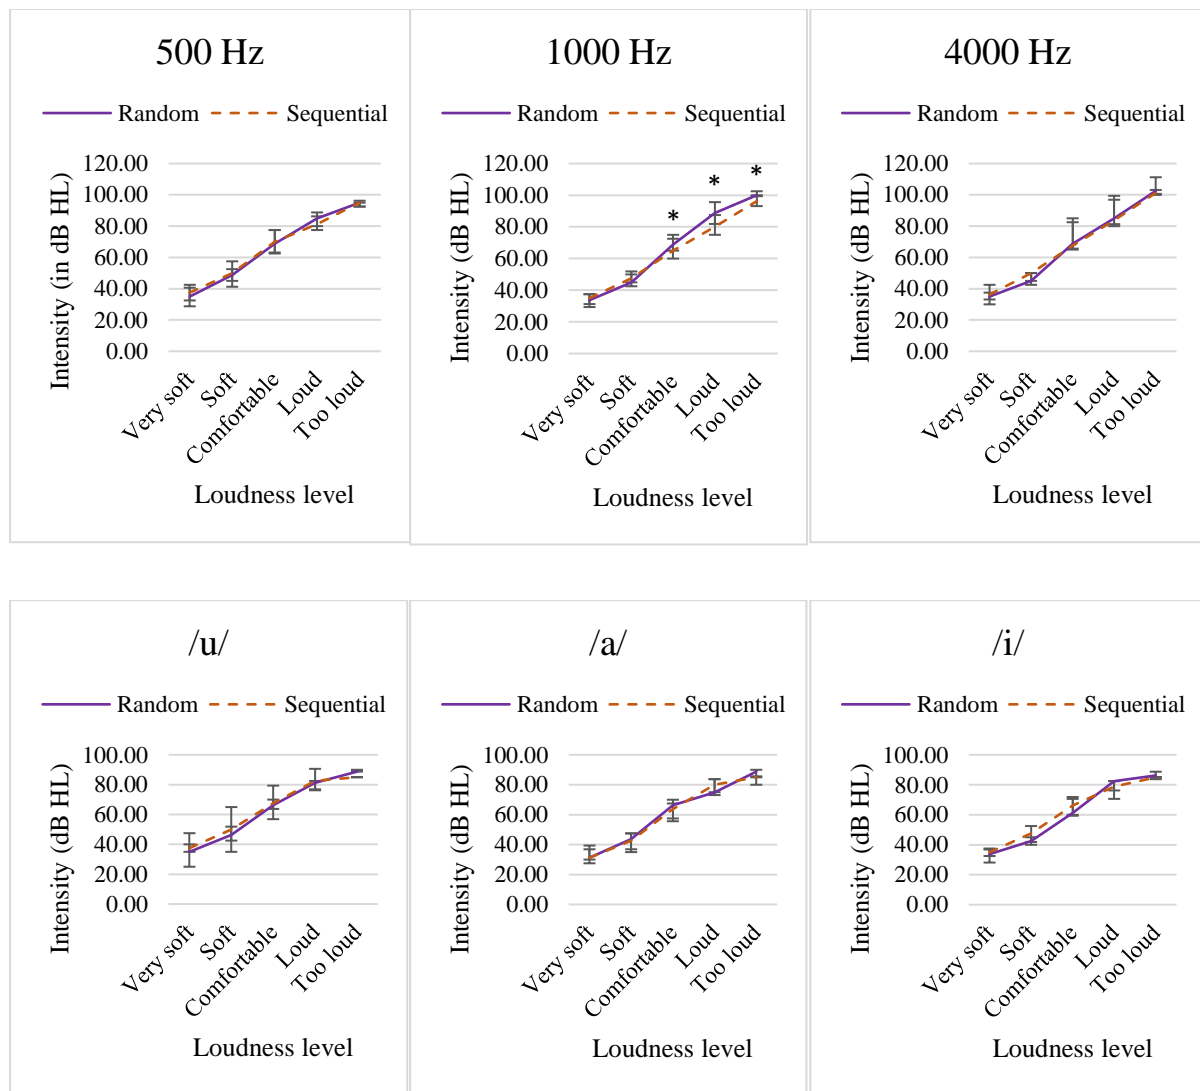 500 Hz
Random Sequential
Intensity (in dB HL)
120.00
100.00
80.00
60.00
40.00
20.00
0.00
Very soft
Soft
Comfortable
Loud
Too loud
Loudness level
1000 Hz
Random Sequential
Intensity (dB HL)
120.00
100.00
80.00
60.00
40.00
20.00
0.00
* * *
Very soft
Soft
Comfortable
Loud
Too loud
Loudness level
4000 Hz
Random Sequential
Intensity (dB HL)
120.00
100.00
80.00
60.00
40.00
20.00
0.00
Very soft
Soft
Comfortable
Loud
Too loud
Loudness level
/u/
Random Sequential
Intensity (dB HL)
100.00
80.00
60.00
40.00
20.00
0.00
Very soft
Soft
Comfortable
Loud
Too loud
Loudness level
/a/
Random Sequential
Intensity (dB HL)
100.00
80.00
60.00
40.00
20.00
0.00
Very soft
Soft
Comfortable
Loud
Too loud
Loudness level
/i/
Random Sequential
Intensity (dB HL)
100.00
80.00
60.00
40.00
20.00
0.00
Very soft
Soft
Comfortable
Loud
Too loud
Loudness level